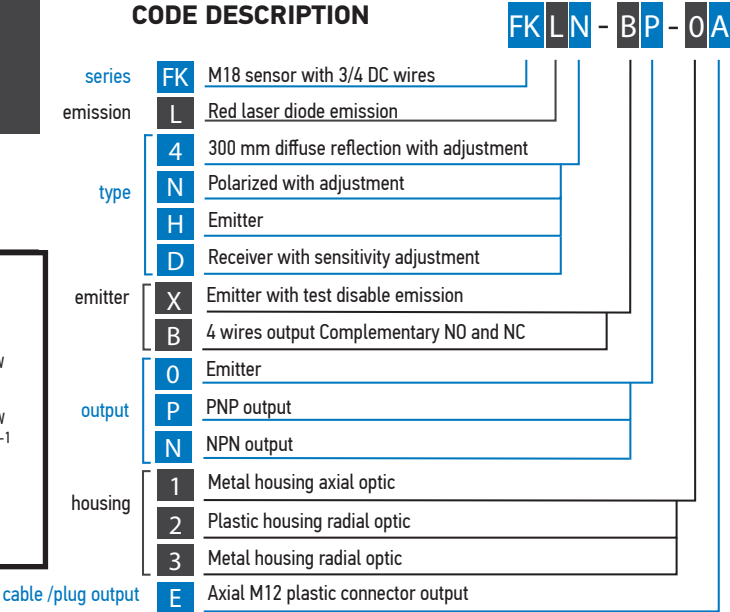 CODE DESCRIPTION
FKLN - BP - 0A
series FK M18 sensor with 3/4 DC wires
emission L Red laser diode emission
4 300 mm diffuse reflection with adjustment
type N Polarized with adjustment
H Emitter
D Receiver with sensitivity adjustment
emitter X Emitter with test disable emission
B 4 wires output Complementary NO and NC
0 Emitter
output P PNP output
N NPN output
1 Metal housing axial optic
housing 2 Plastic housing radial optic
3 Metal housing radial optic
cable /plug output E Axial M12 plastic connector output
-1